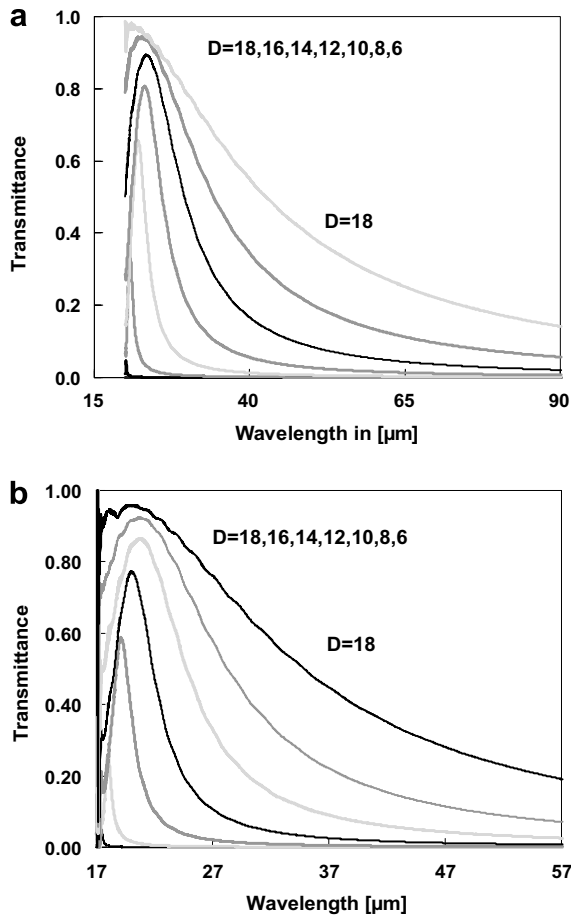 a
1.0
D=18,16,14,12,10,8,6
0.8
0.6
Transmittance
D=18
0.4
0.2
0.0
15 40 65 90
Wavelength in [µm]
b
1.00
D=18,16,14,12,10,8,6
0.80
0.60
Transmittance
D=18
0.40
0.20
0.00
17 27 37 47 57
Wavelength [µm]